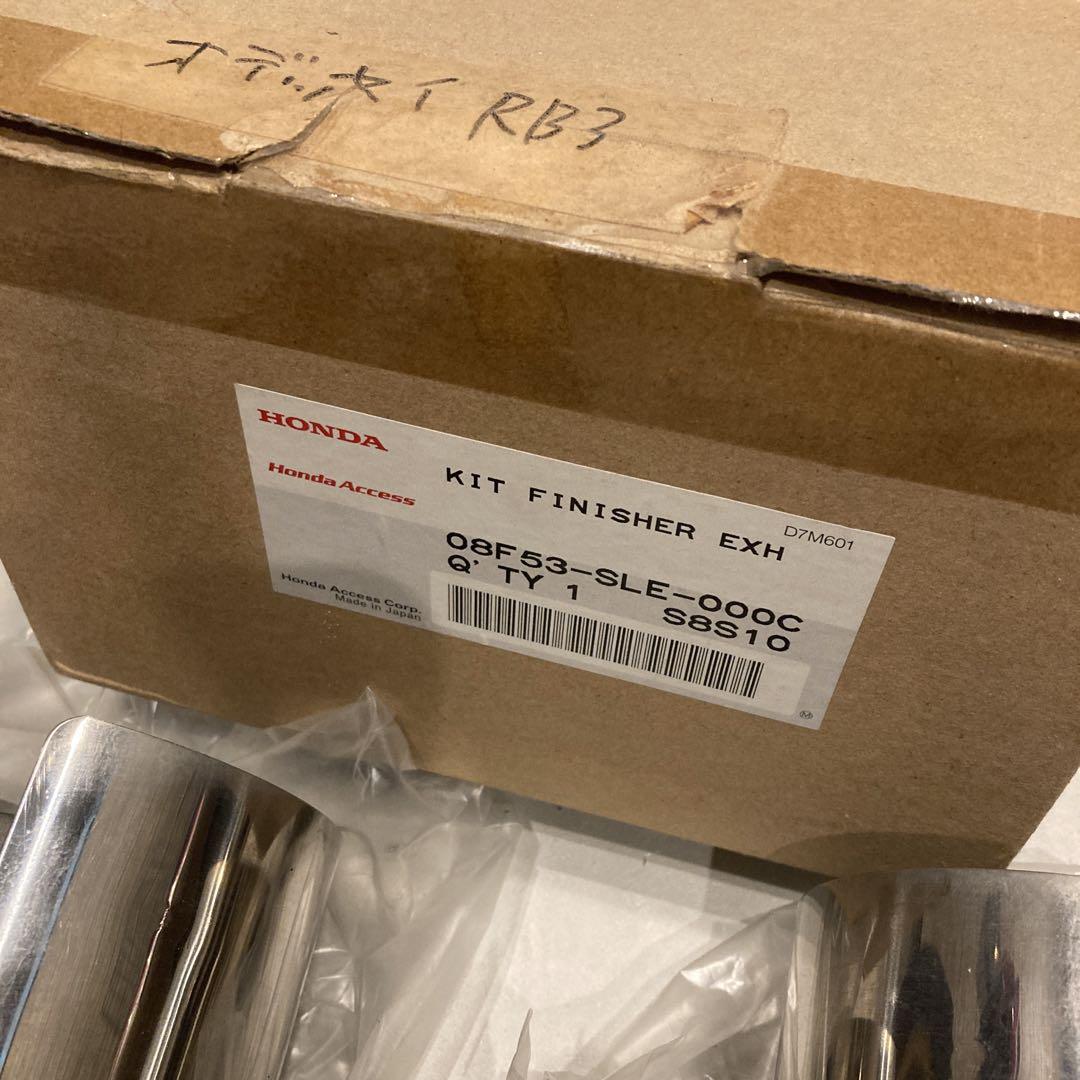 オデッセイ RB3
HONDA
Honda Access
KIT FINISHER EXH
D7M601
08F53-SLE-000C
Q'TY 1 S8S10
Honda Access Corp.
Made in Japan
M